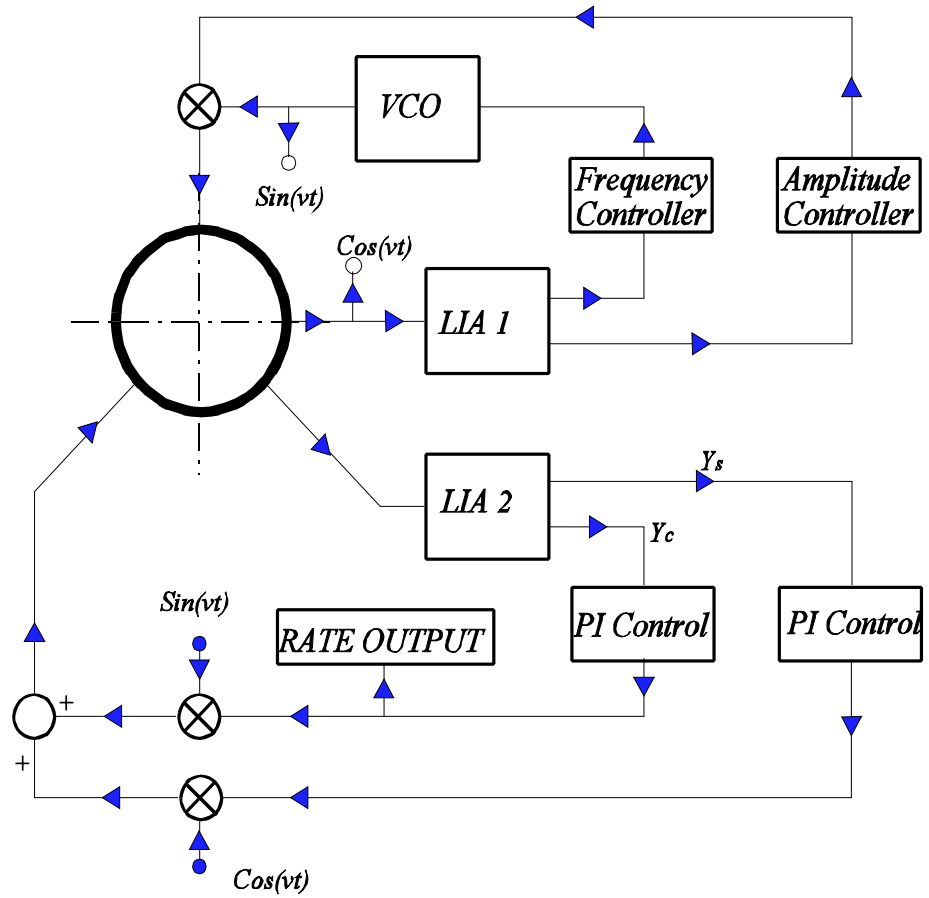 VCO
Sin(vt)
Frequency
Controller
Amplitude
Controller
Cos(vt)
LIA 1
LIA 2
Ys
Yc
Sin(vt)
RATE OUTPUT
PI Control
PI Control
+
+
Cos(vt)